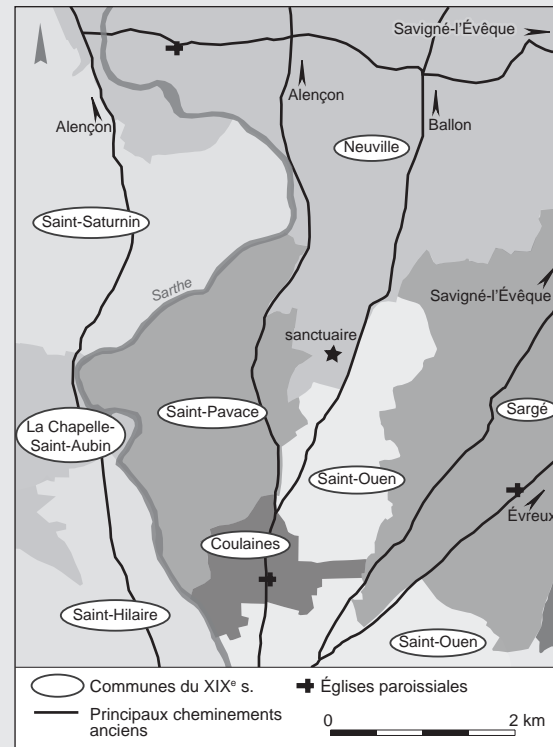 Savigné-l'Évêque
Alençon
Alençon
Ballon
Neuville
Saint-Saturnin
Sarthe
Savigné-l'Évêque
sanctuaire
Saint-Pavace
Sargé
La Chapelle-
Saint-Aubin
Saint-Ouen
Évreux
Coulaines
Saint-Hilaire
Saint-Ouen
Communes du XIXe s.
Églises paroissiales
Principaux cheminements
anciens
0 2 km